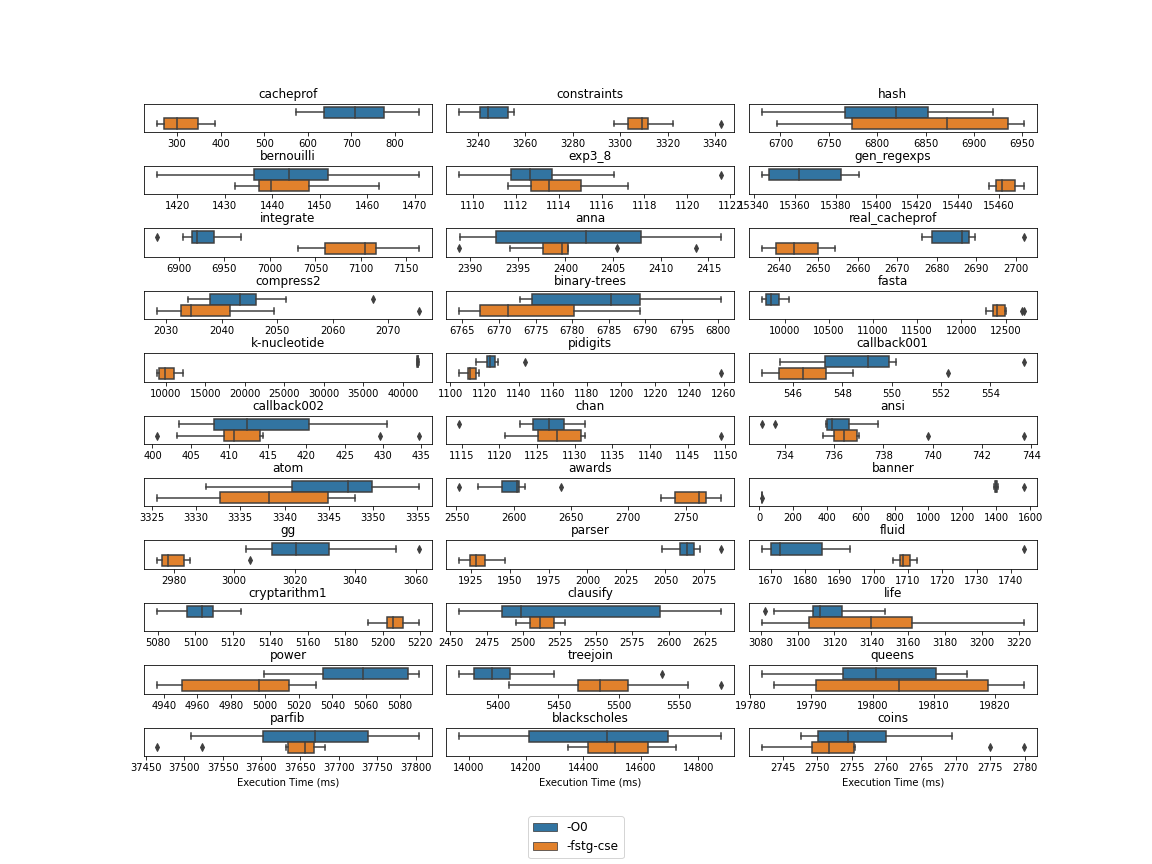 cacheprof constraints hash
300 400 500 600 700 800 3240 3260 3280 3300 3320 3340 6700 6750 6800 6850 6900 6950
bernouilli exp3_8 gen_regexps
1420 1430 1440 1450 1460 1470 1110 1112 1114 1116 1118 1120 1122 15340 15360 15380 15400 15420 15440 15460
integrate anna real_cacheprof
6900 6950 7000 7050 7100 7150 2390 2395 2400 2405 2410 2415 2640 2650 2660 2670 2680 2690 2700
compress2 binary-trees fasta
2030 2040 2050 2060 2070 6765 6770 6775 6780 6785 6790 6795 6800 10000 10500 11000 11500 12000 12500
k-nucleotide pidigits callback001
10000 15000 20000 25000 30000 35000 40000 1100 1120 1140 1160 1180 1200 1220 1240 1260 546 548 550 552 554
callback002 chan ansi
400 405 410 415 420 425 430 435 1115 1120 1125 1130 1135 1140 1145 1150 734 736 738 740 742 744
atom awards banner
3325 3330 3335 3340 3345 3350 3355 2550 2600 2650 2700 2750 0 200 400 600 800 1000 1200 1400 1600
gg parser fluid
2980 3000 3020 3040 3060 1925 1950 1975 2000 2025 2050 2075 1670 1680 1690 1700 1710 1720 1730 1740
cryptarithm1 clausify life
5080 5100 5120 5140 5160 5180 5200 5220 2450 2475 2500 2525 2550 2575 2600 2625 3080 3100 3120 3140 3160 3180 3200 3220
power treejoin queens
4940 4960 4980 5000 5020 5040 5060 5080 5400 5450 5500 5550 19780 19790 19800 19810 19820
parfib blackscholes coins
37450 37500 37550 37600 37650 37700 37750 37800 14000 14200 14400 14600 14800 2745 2750 2755 2760 2765 2770 2775 2780
Execution Time (ms) Execution Time (ms) Execution Time (ms)
-O0
-fstg-cse